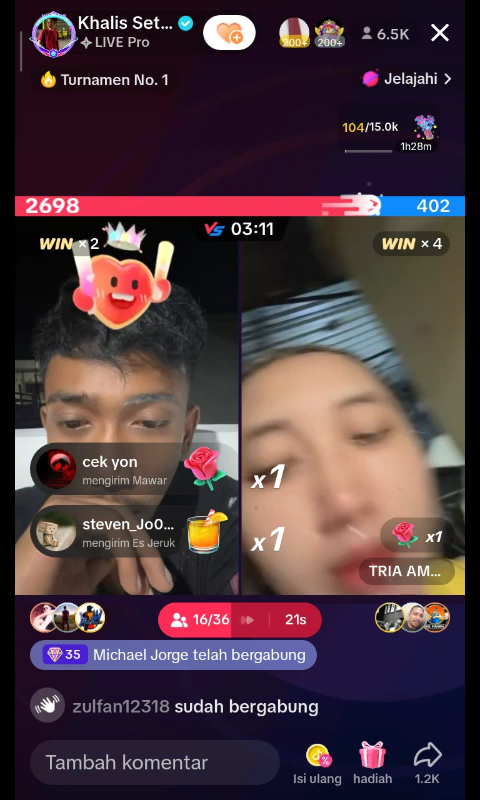 Khalis Set...
LIVE Pro
300+
200+
6.5K
Turnamen No. 1
Jelajahi
104/15.0k
1h28m
2698
402
WIN × 2
VS 03:11
WIN × 4
cek yon
mengirim Mawar
x1
steven_Jo0...
mengirim Es Jeruk
x1
x1
TRIA AM...
16/36
21s
35 Michael Jorge telah bergabung
zulfan12318 sudah bergabung
Tambah komentar
Isi ulang
hadiah
1.2K